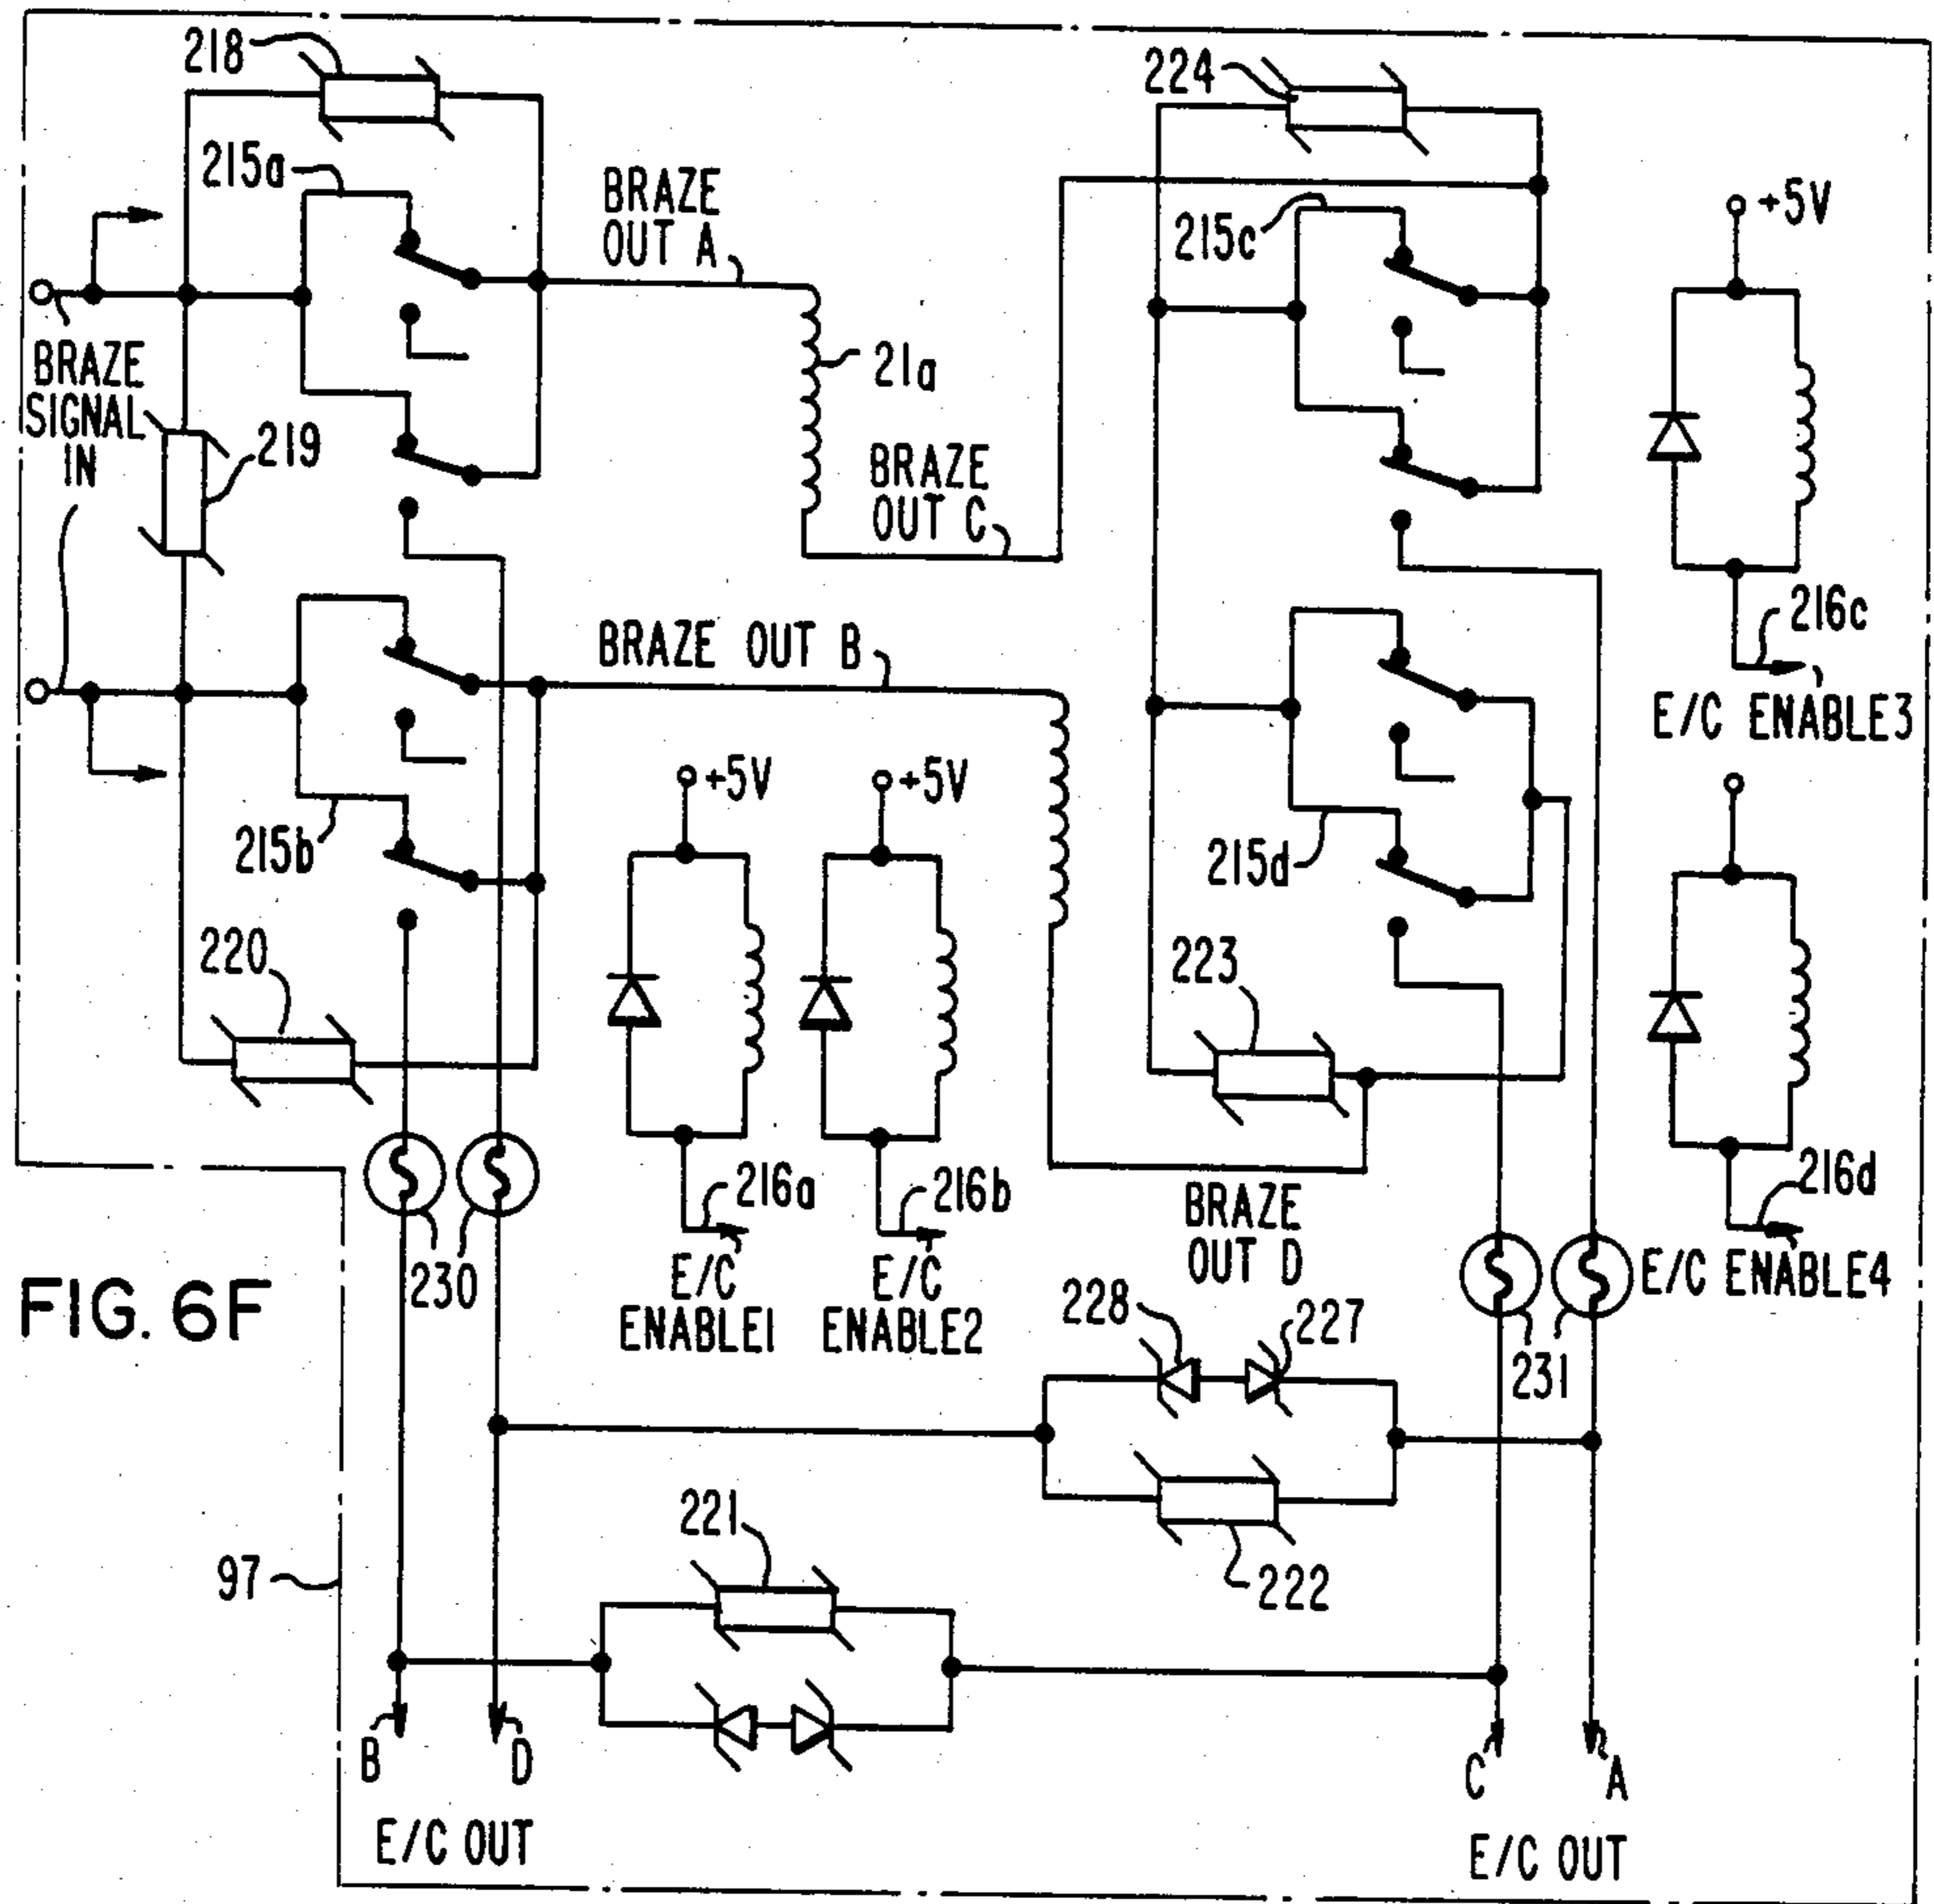 218
224
215a
BRAZE
OUT A
215c
+5V
BRAZE
SIGNAL
IN
21a
219
BRAZE
OUT C
216c
BRAZE OUT B
E/C ENABLE3
+5V
+5V
215b
215d
220
223
216a
216b
216d
BRAZE
OUT D
E/C
ENABLE1
E/C
ENABLE2
E/C ENABLE4
230
FIG. 6F
228
227
231
221
222
97
B
D
C
A
E/C OUT
E/C OUT